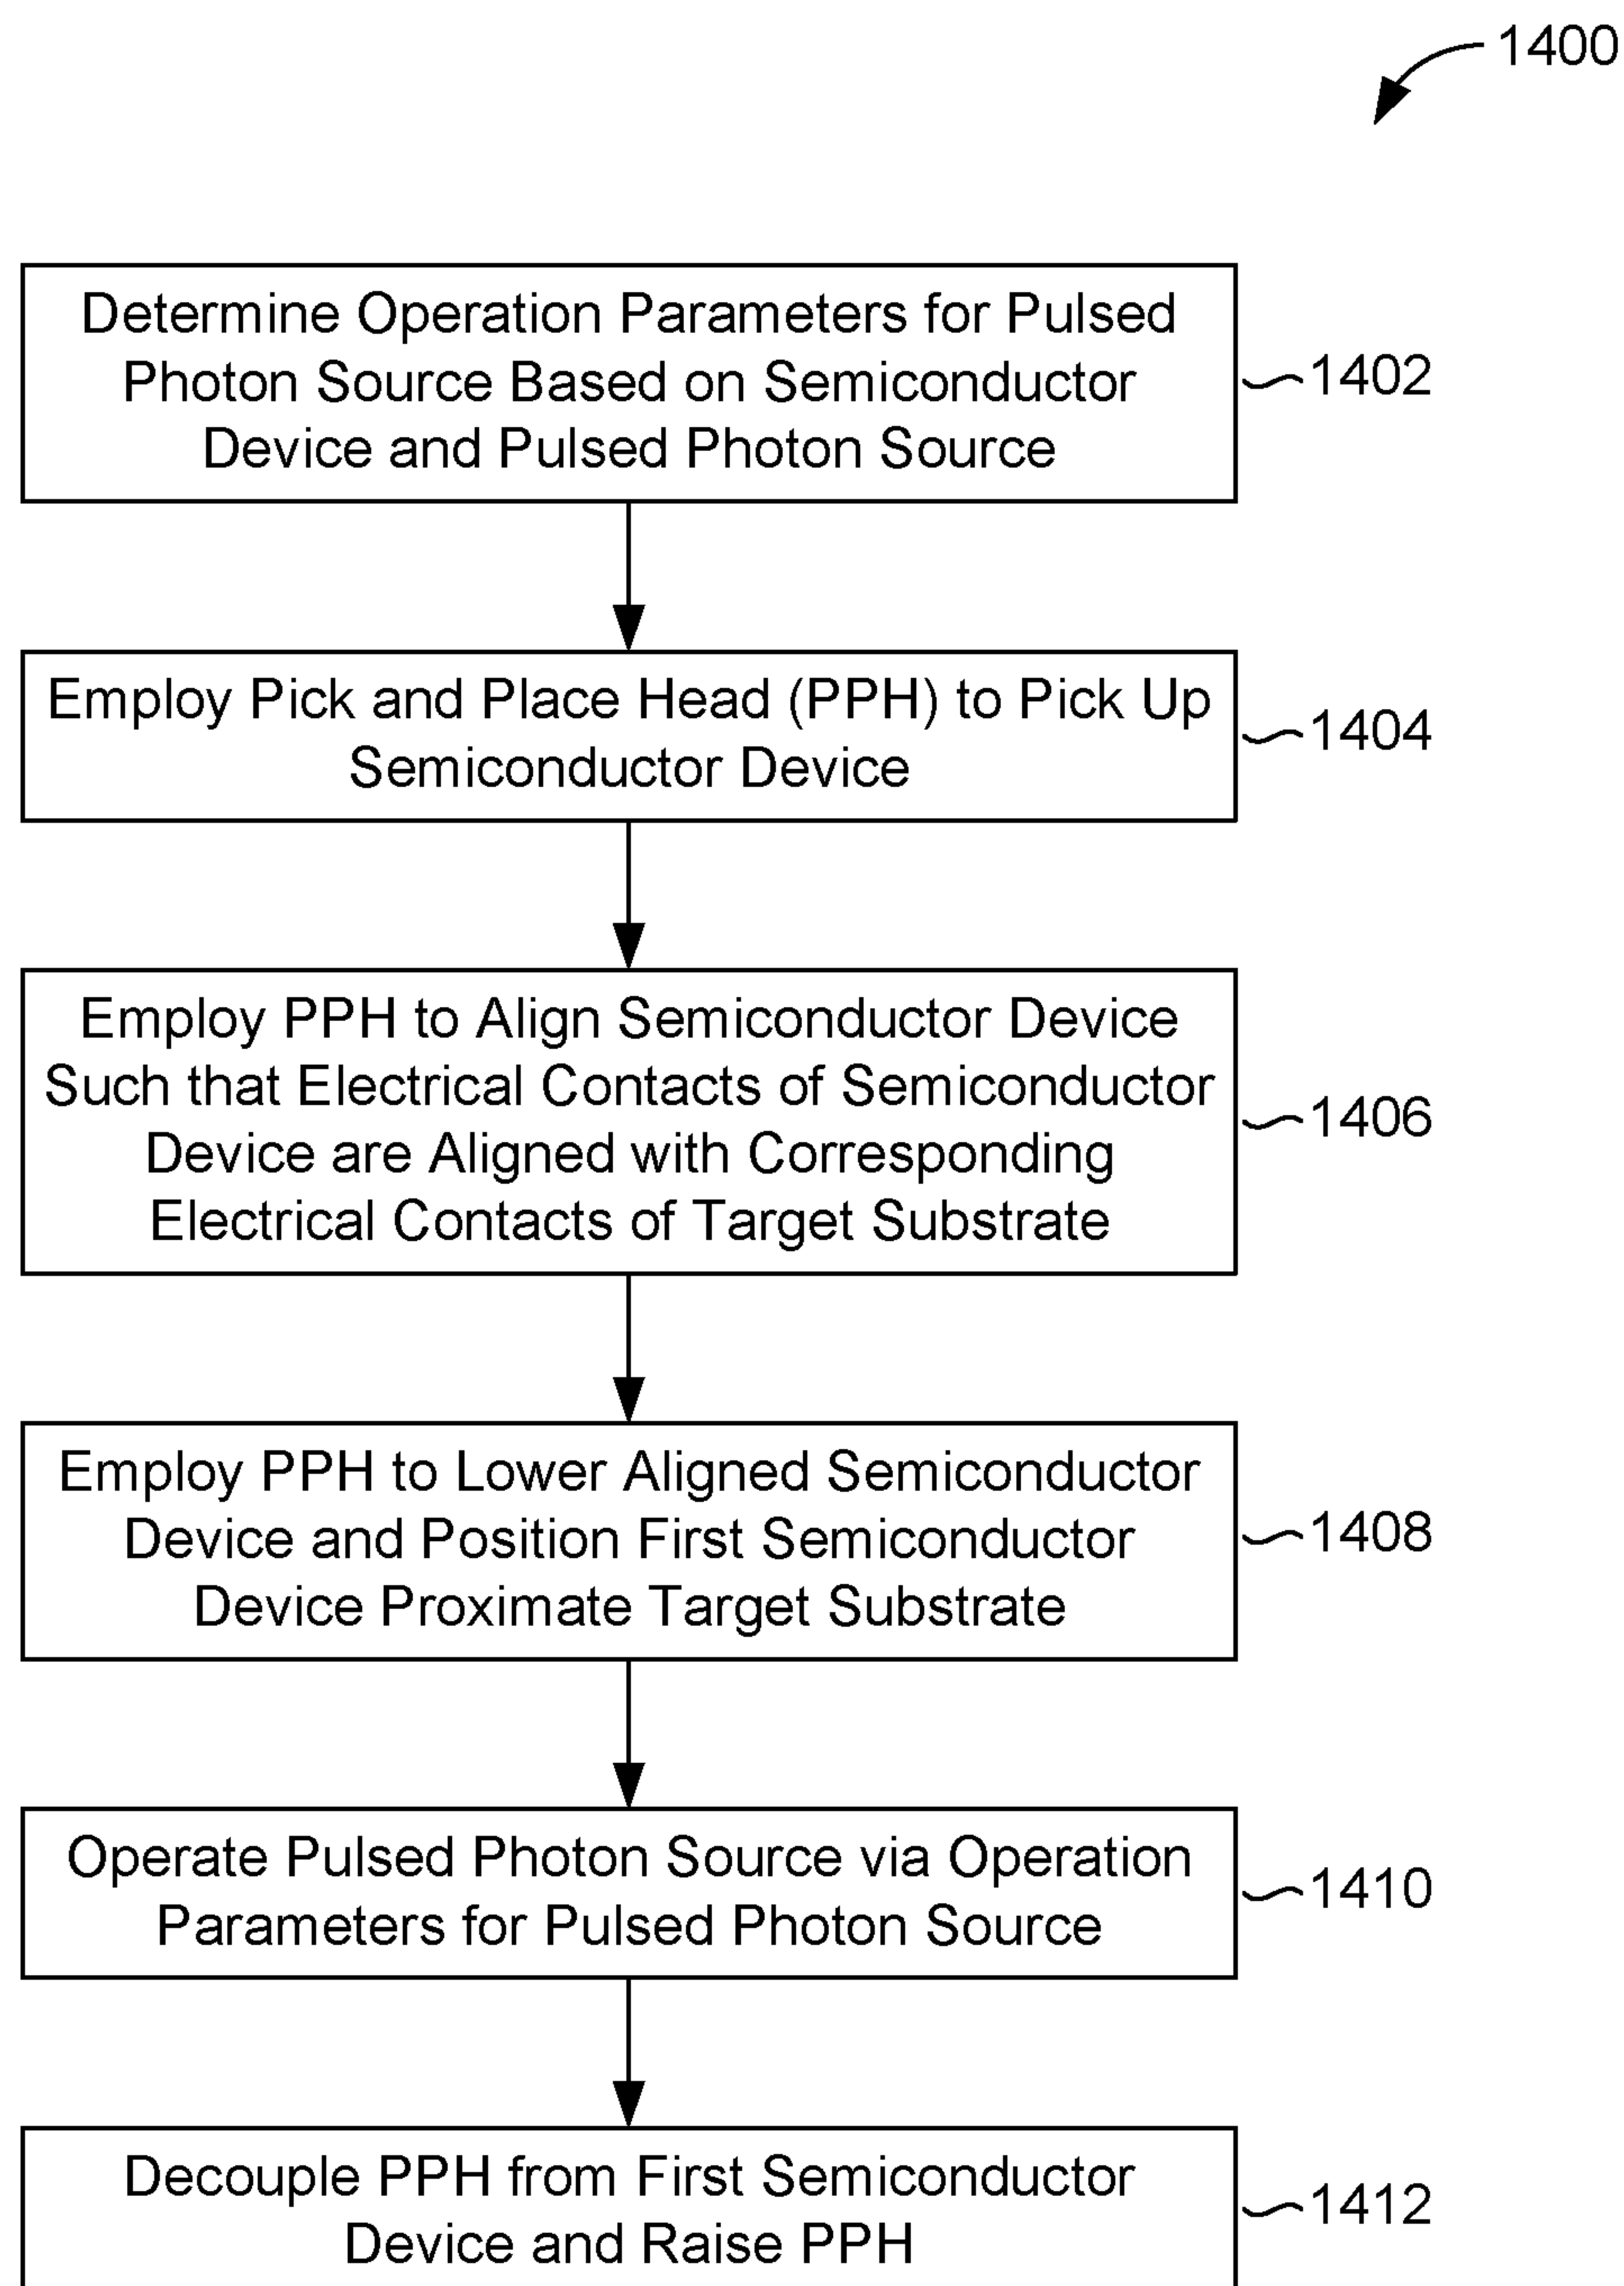 1400
Determine Operation Parameters for Pulsed
Photon Source Based on Semiconductor
Device and Pulsed Photon Source
1402
Employ Pick and Place Head (PPH) to Pick Up
Semiconductor Device
1404
Employ PPH to Align Semiconductor Device
Such that Electrical Contacts of Semiconductor
Device are Aligned with Corresponding
Electrical Contacts of Target Substrate
1406
Employ PPH to Lower Aligned Semiconductor
Device and Position First Semiconductor
Device Proximate Target Substrate
1408
Operate Pulsed Photon Source via Operation
Parameters for Pulsed Photon Source
1410
Decouple PPH from First Semiconductor
Device and Raise PPH
1412